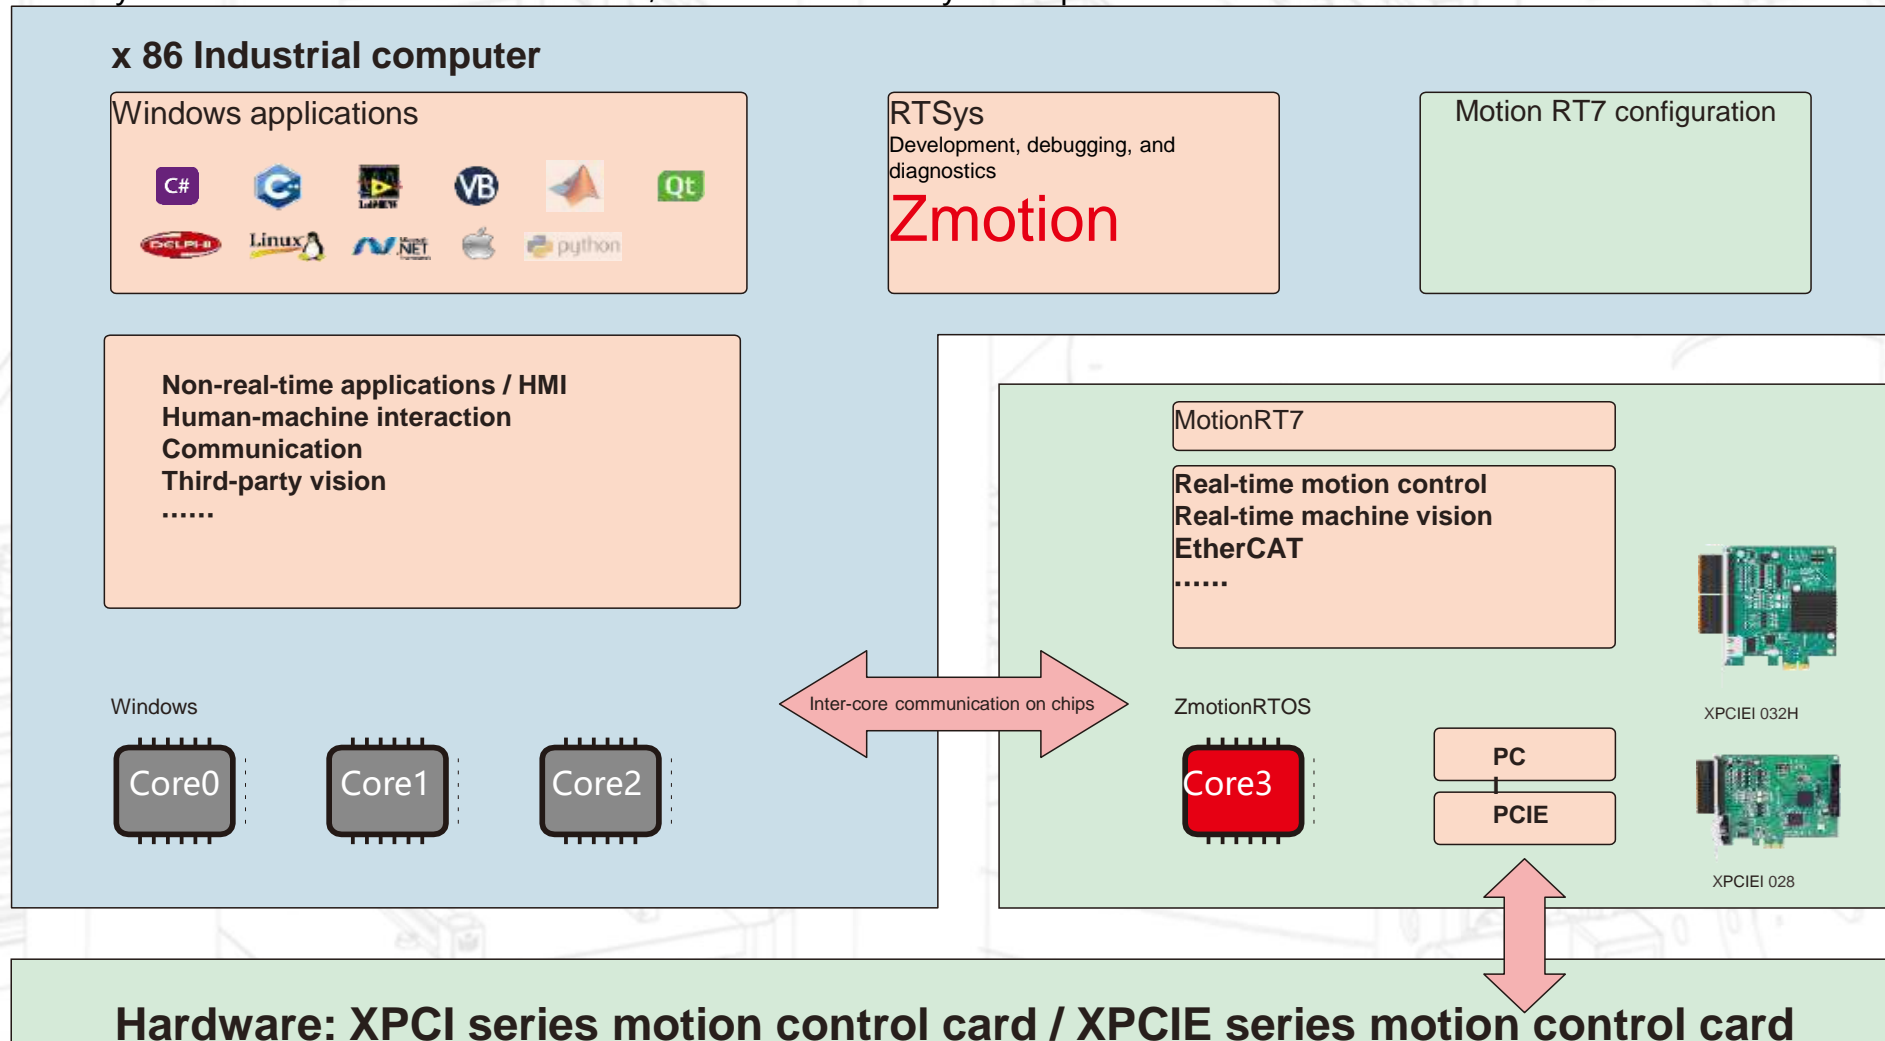 x 86 Industrial computer
Windows applications
C#
C
LabVIEW
VB
Qt
DELPHI
Linux
.NET
python
RTSys
Development, debugging, and
diagnostics
Zmotion
Motion RT7 configuration
Non-real-time applications / HMI
Human-machine interaction
Communication
Third-party vision
......
MotionRT7
Real-time motion control
Real-time machine vision
EtherCAT
......
Inter-core communication on chips
Windows
Core0
Core1
Core2
ZmotionRTOS
Core3
PC
I
PCIE
XPCIEI 032H
XPCIEI 028
Hardware: XPCI series motion control card / XPCIE series motion control card